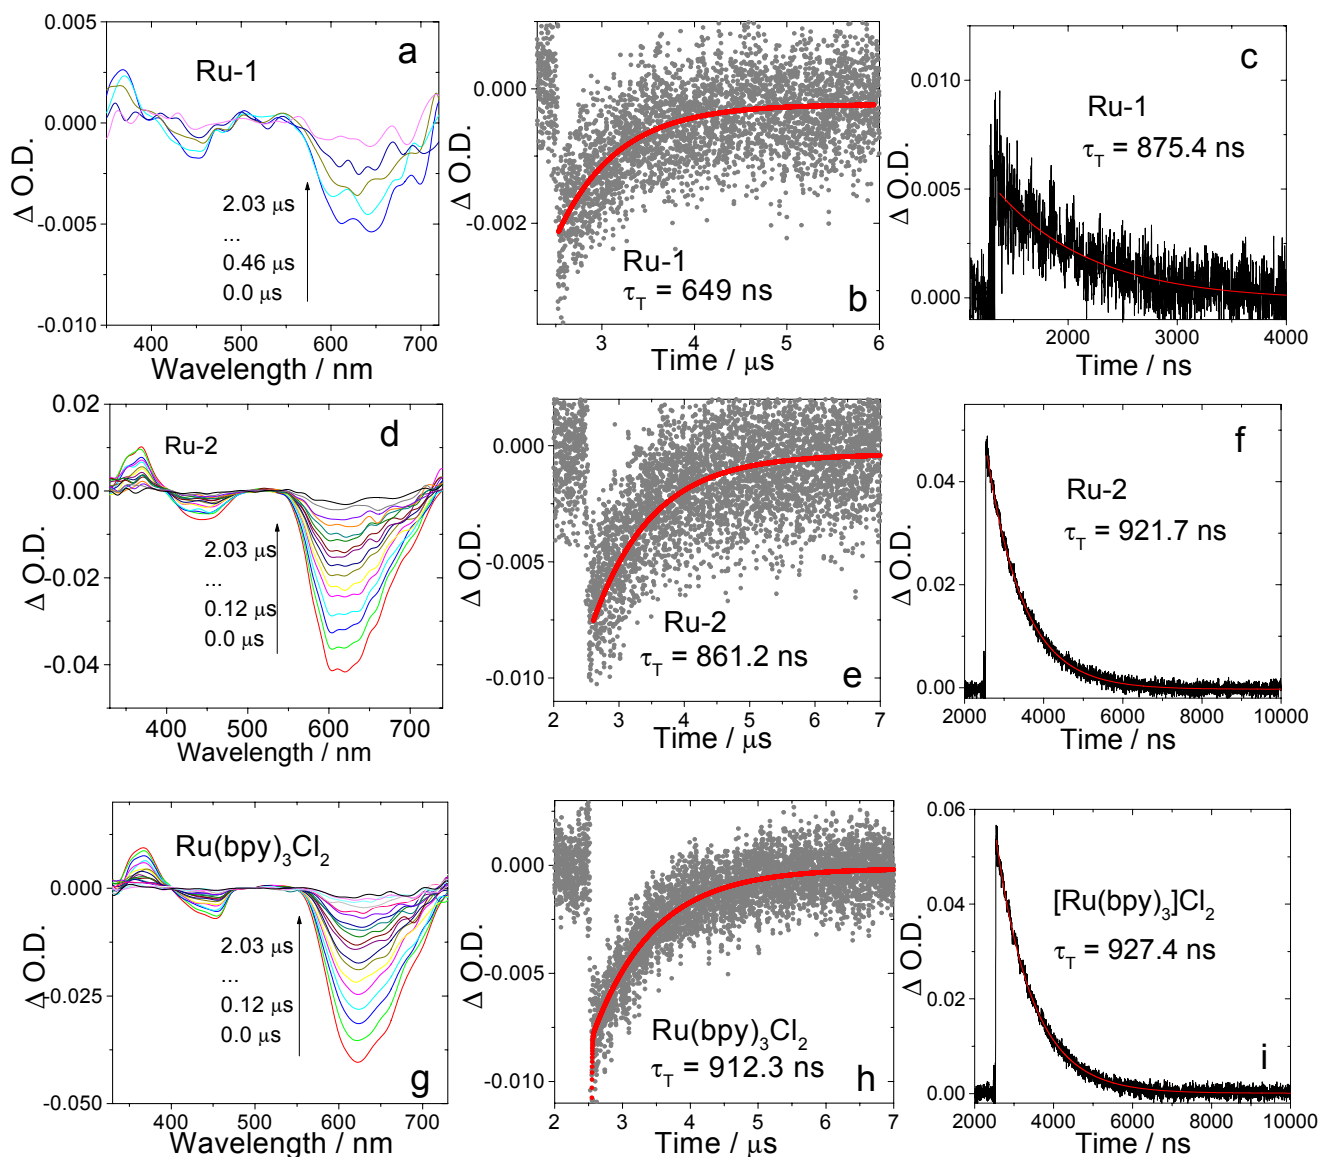 0.005
0.000
-0.005
-0.010
Δ O.D.
Ru-1
a
2.03 μs
...
0.46 μs
0.0 μs
400 500 600 700
Wavelength / nm
0.000
-0.002
Δ O.D.
Ru-1
τT = 649 ns
b
3 4 5 6
Time / μs
0.010
0.005
0.000
Δ O.D.
c
Ru-1
τT = 875.4 ns
2000 3000 4000
Time / ns
0.02
0.00
-0.02
-0.04
Δ O.D.
d
Ru-2
2.03 μs
...
0.12 μs
0.0 μs
400 500 600 700
Wavelength / nm
0.000
-0.005
-0.010
Δ O.D.
Ru-2
τT = 861.2 ns
e
2 3 4 5 6 7
Time / μs
0.04
0.02
0.00
Δ O.D.
f
Ru-2
τT = 921.7 ns
2000 4000 6000 8000 10000
Time / ns
0.000
-0.025
-0.050
Δ O.D.
Ru(bpy)₃Cl₂
2.03 μs
...
0.12 μs
0.0 μs
g
400 500 600 700
Wavelength / nm
0.000
-0.005
-0.010
Δ O.D.
Ru(bpy)₃Cl₂
τT = 912.3 ns
h
2 3 4 5 6 7
Time / μs
0.06
0.04
0.02
0.00
Δ O.D.
[Ru(bpy)₃]Cl₂
τT = 927.4 ns
i
2000 4000 6000 8000 10000
Time / ns